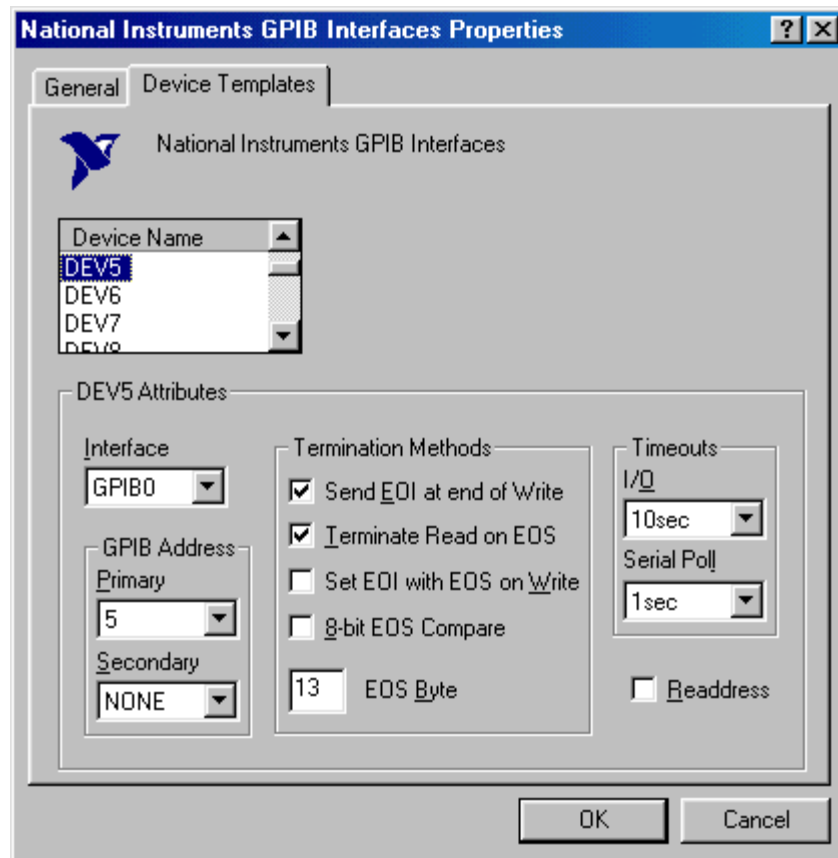 National Instruments GPIB Interfaces Properties
General
Device Templates
National Instruments GPIB Interfaces
Device Name
DEV5
DEV6
DEV7
DEV8
DEV5 Attributes
Interface
GPIB0
GPIB Address
Primary
5
Secondary
NONE
Termination Methods
Send EOI at end of Write
Terminate Read on EOS
Set EOI with EOS on Write
8-bit EOS Compare
13 EOS Byte
Timeouts
I/O
10sec
Serial Poll
1sec
Readdress
OK
Cancel